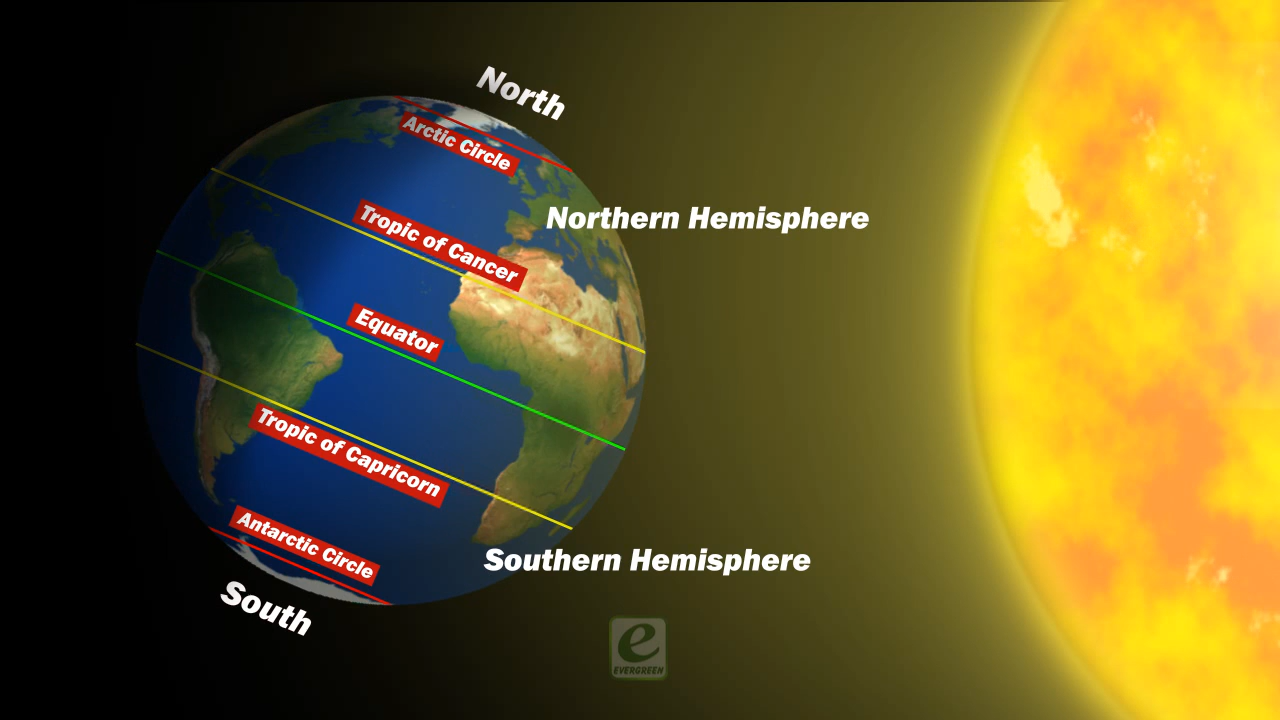 North
Arctic Circle
Northern Hemisphere
Tropic of Cancer
Equator
Tropic of Capricorn
Antarctic Circle
Southern Hemisphere
South
e
EVERGREEN